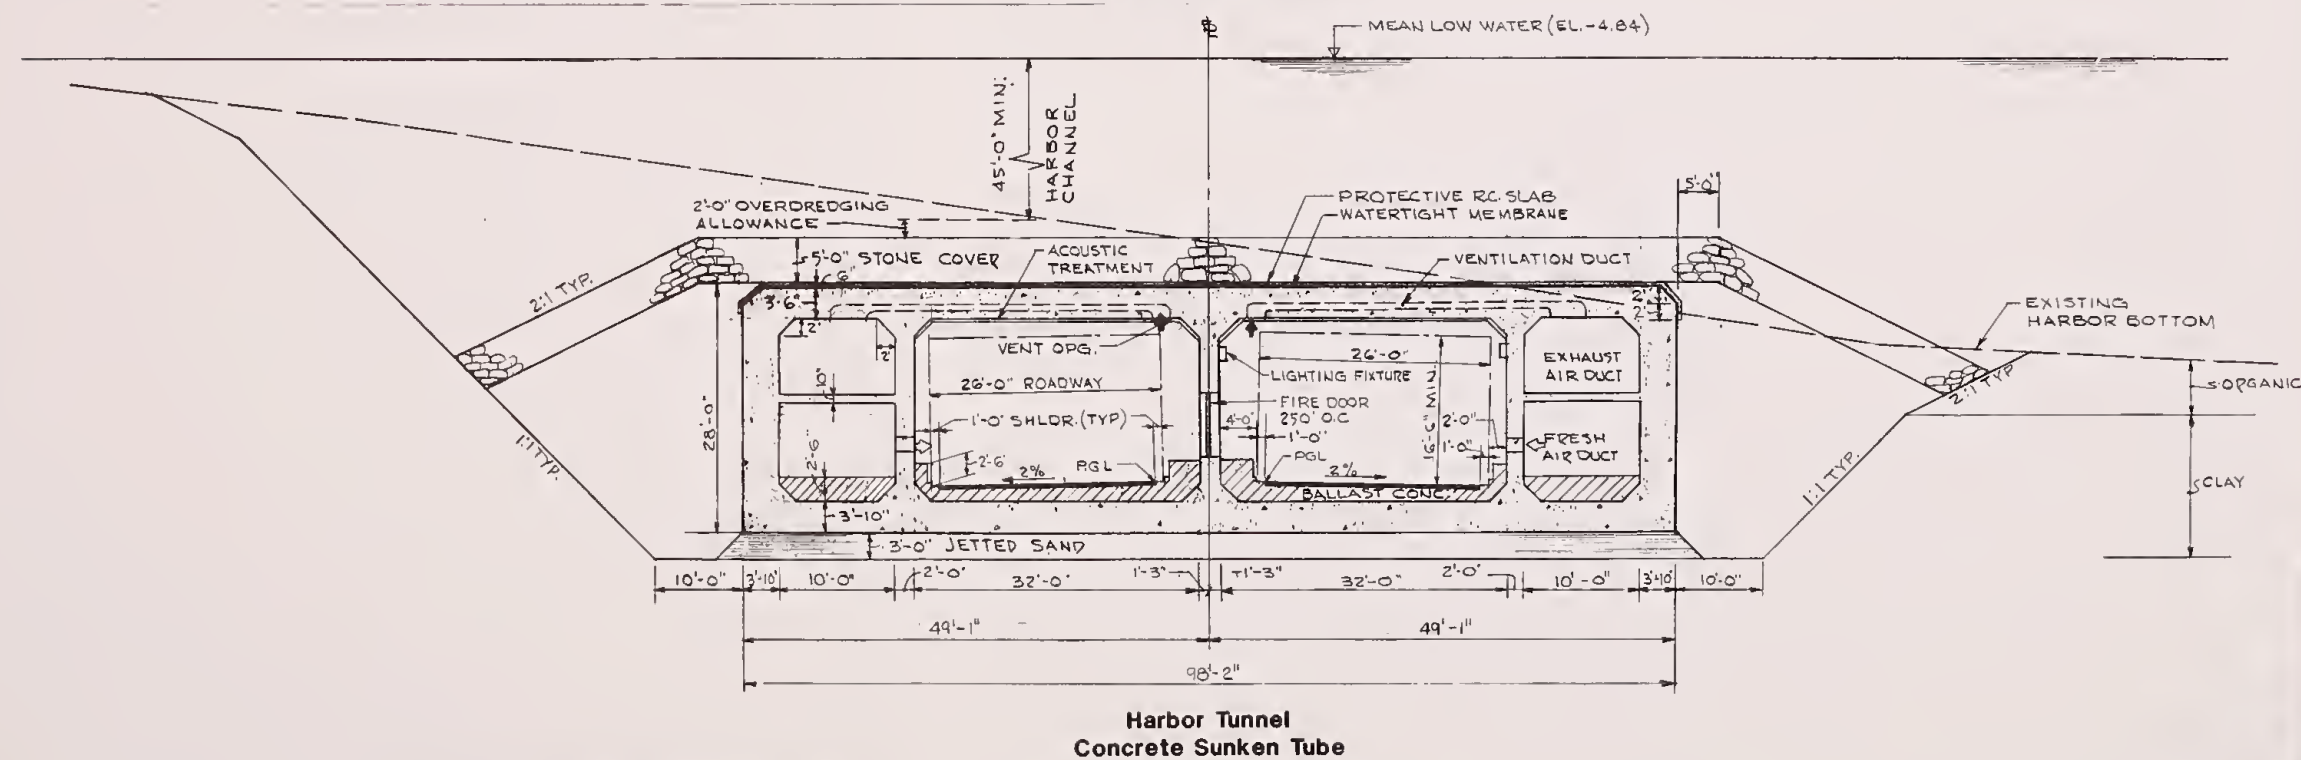 MEAN LOW WATER (EL.-4.84)
45'-0" MIN.
HARBOR
CHANNEL
5'-0"
2'-0" OVERDREDGING
ALLOWANCE
PROTECTIVE R.C. SLAB
WATERTIGHT MEMBRANE
5'-0" STONE COVER
ACOUSTIC
TREATMENT
VENTILATION DUCT
6"
3'-6"
2:1 TYP.
2'
2'
2'
2'
EXISTING
HARBOR BOTTOM
VENT OPG.
26'-0"
EXHAUST
AIR DUCT
LIGHTING FIXTURE
26'-0" ROADWAY
10"
FIRE DOOR
250' O.C
ORGANIC
2:1 TYP
28'-0"
1'-0" SHLDR. (TYP)
4'-0"
16'-6" MIN
2'-0"
1'-0"
1'-0"
FRESH
AIR DUCT
1:1 TYP.
2'-6"
2'-6"
2%
PGL
PGL
2%
BALLAST CONC.
1:1 TYP.
CLAY
3'-10"
3'-0" JETTED SAND
10'-0"
3'-10"
10'-0"
2'-0"
32'-0"
1'-3"
1'-3"
32'-0"
2'-0"
10'-0"
3'-10"
10'-0"
49'-1"
49'-1"
98'-2"
Harbor Tunnel
Concrete Sunken Tube